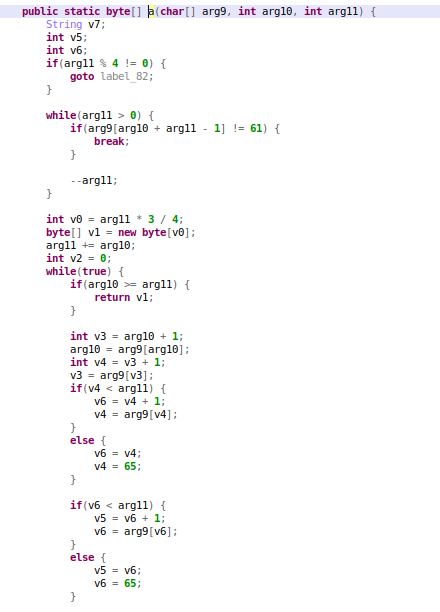 public static byte[] a(char[] arg9, int arg10, int arg11) {
    String v7;
    int v5;
    int v6;
    if(arg11 % 4 != 0) {
        goto label_82;
    }

    while(arg11 > 0) {
        if(arg9[arg10 + arg11 - 1] != 61) {
            break;
        }

        --arg11;
    }

    int v0 = arg11 * 3 / 4;
    byte[] v1 = new byte[v0];
    arg11 += arg10;
    int v2 = 0;
    while(true) {
        if(arg10 >= arg11) {
            return v1;
        }

        int v3 = arg10 + 1;
        arg10 = arg9[arg10];
        int v4 = v3 + 1;
        v3 = arg9[v3];
        if(v4 < arg11) {
            v6 = v4 + 1;
            v4 = arg9[v4];
        }
        else {
            v6 = v4;
            v4 = 65;
        }

        if(v6 < arg11) {
            v5 = v6 + 1;
            v6 = arg9[v6];
        }
        else {
            v5 = v6;
            v6 = 65;
        }